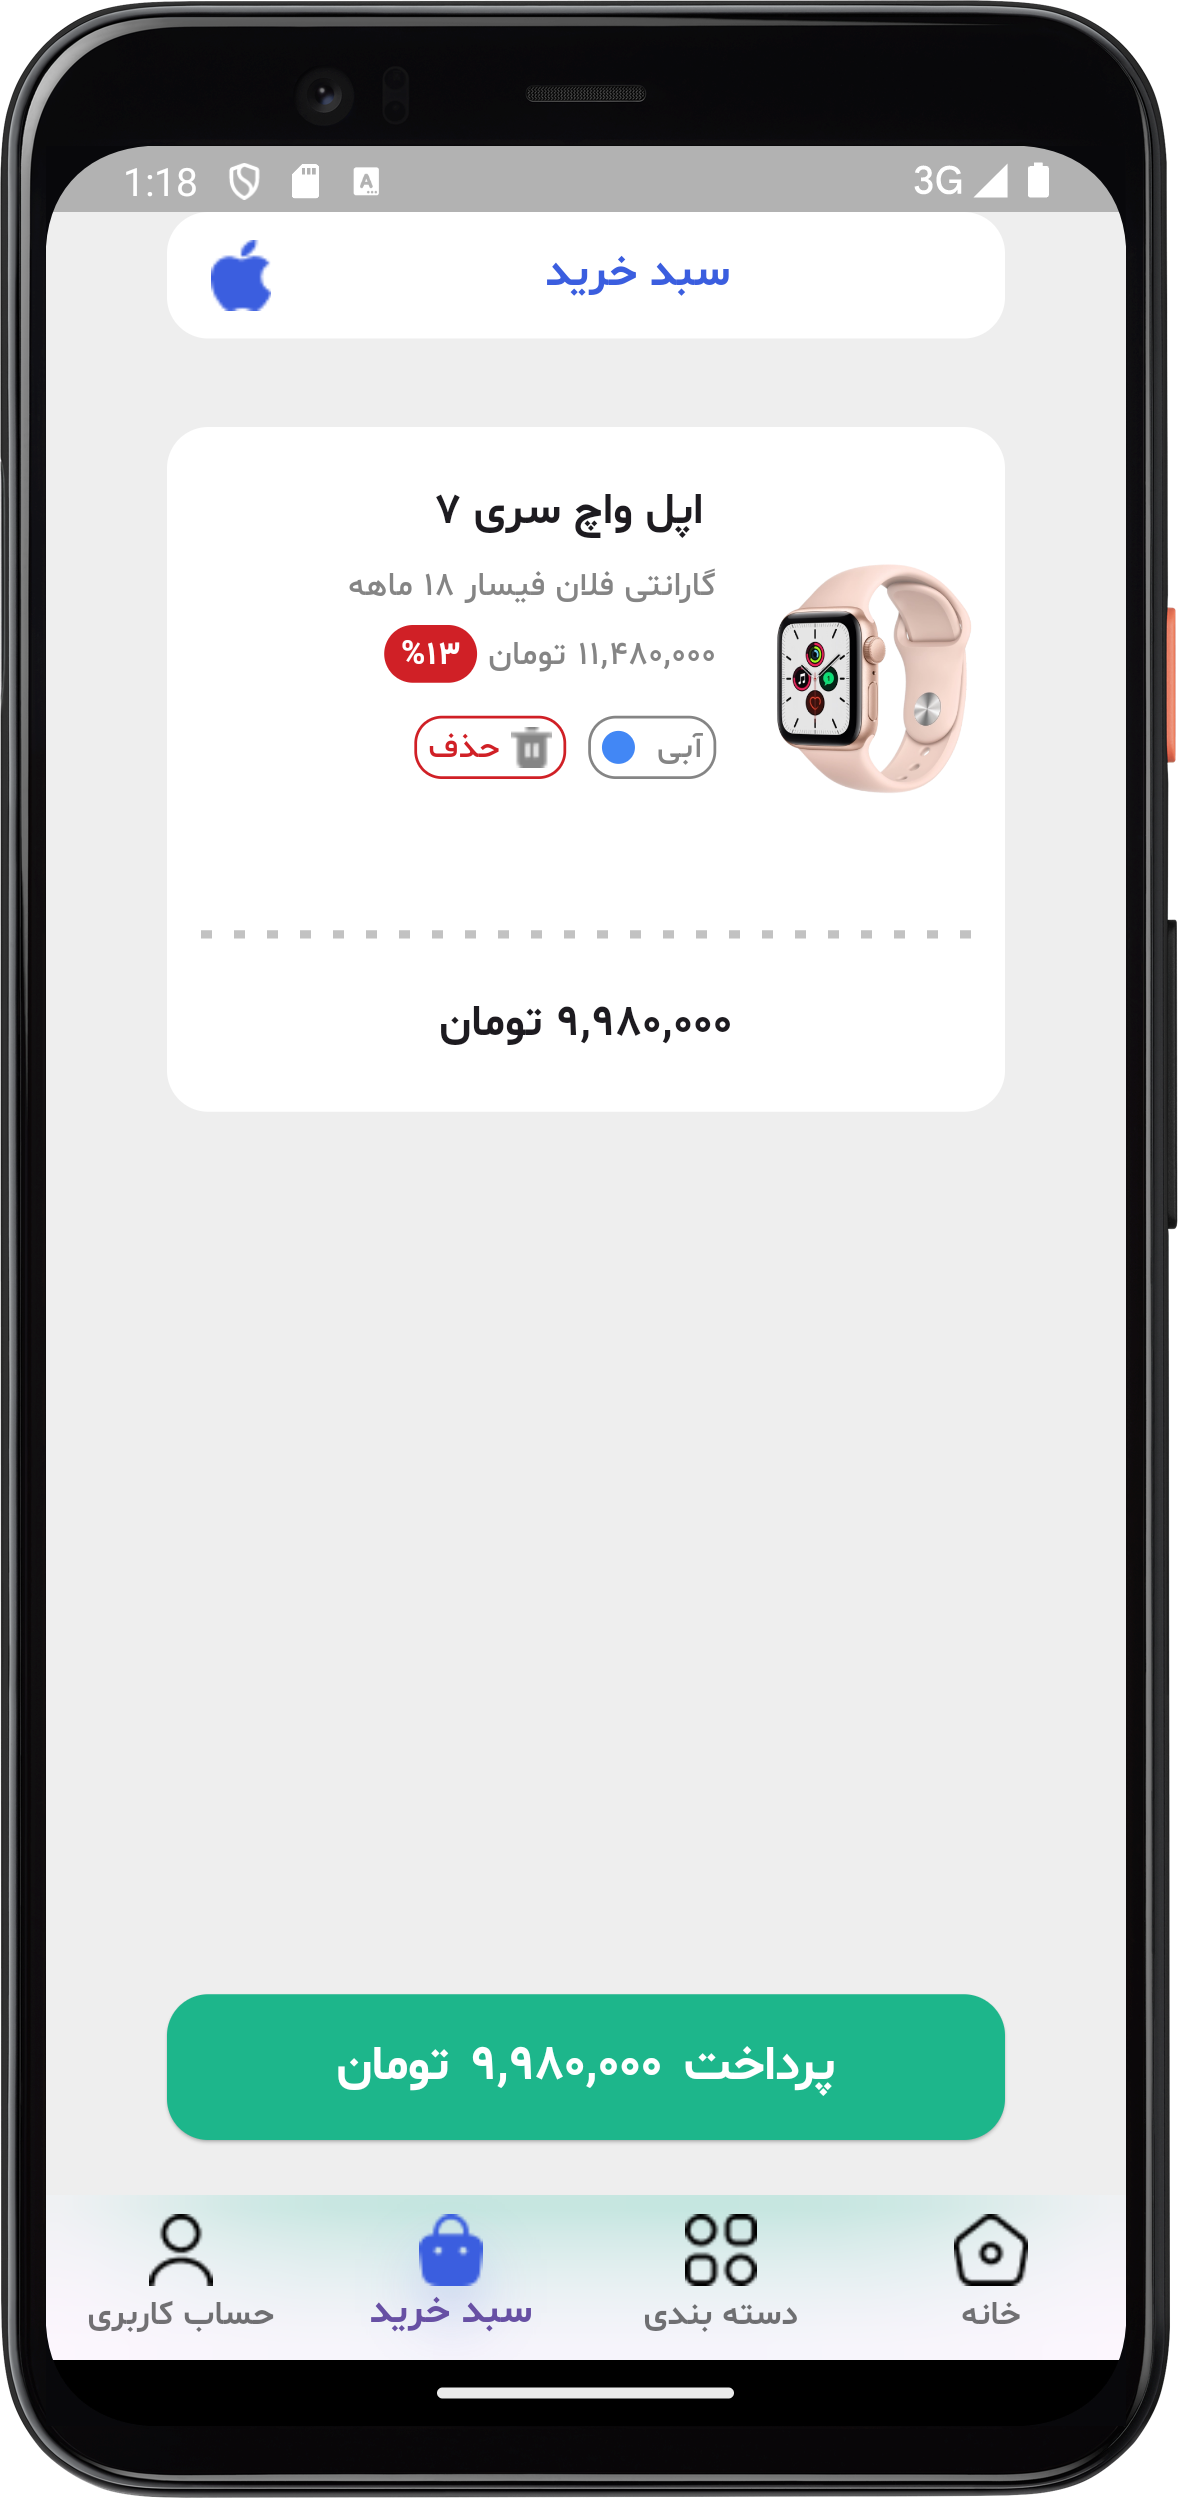 1:18 3G
سبد خرید
اپل واچ سری ۷
گارانتی فلان فیسار ۱۸ ماهه
۱۱,۴۸۰,۰۰۰ تومان %۱۳
آبی حذف
۹,۹۸۰,۰۰۰ تومان
پرداخت ۹,۹۸۰,۰۰۰ تومان
خانه دسته بندی سبد خرید حساب کاربری